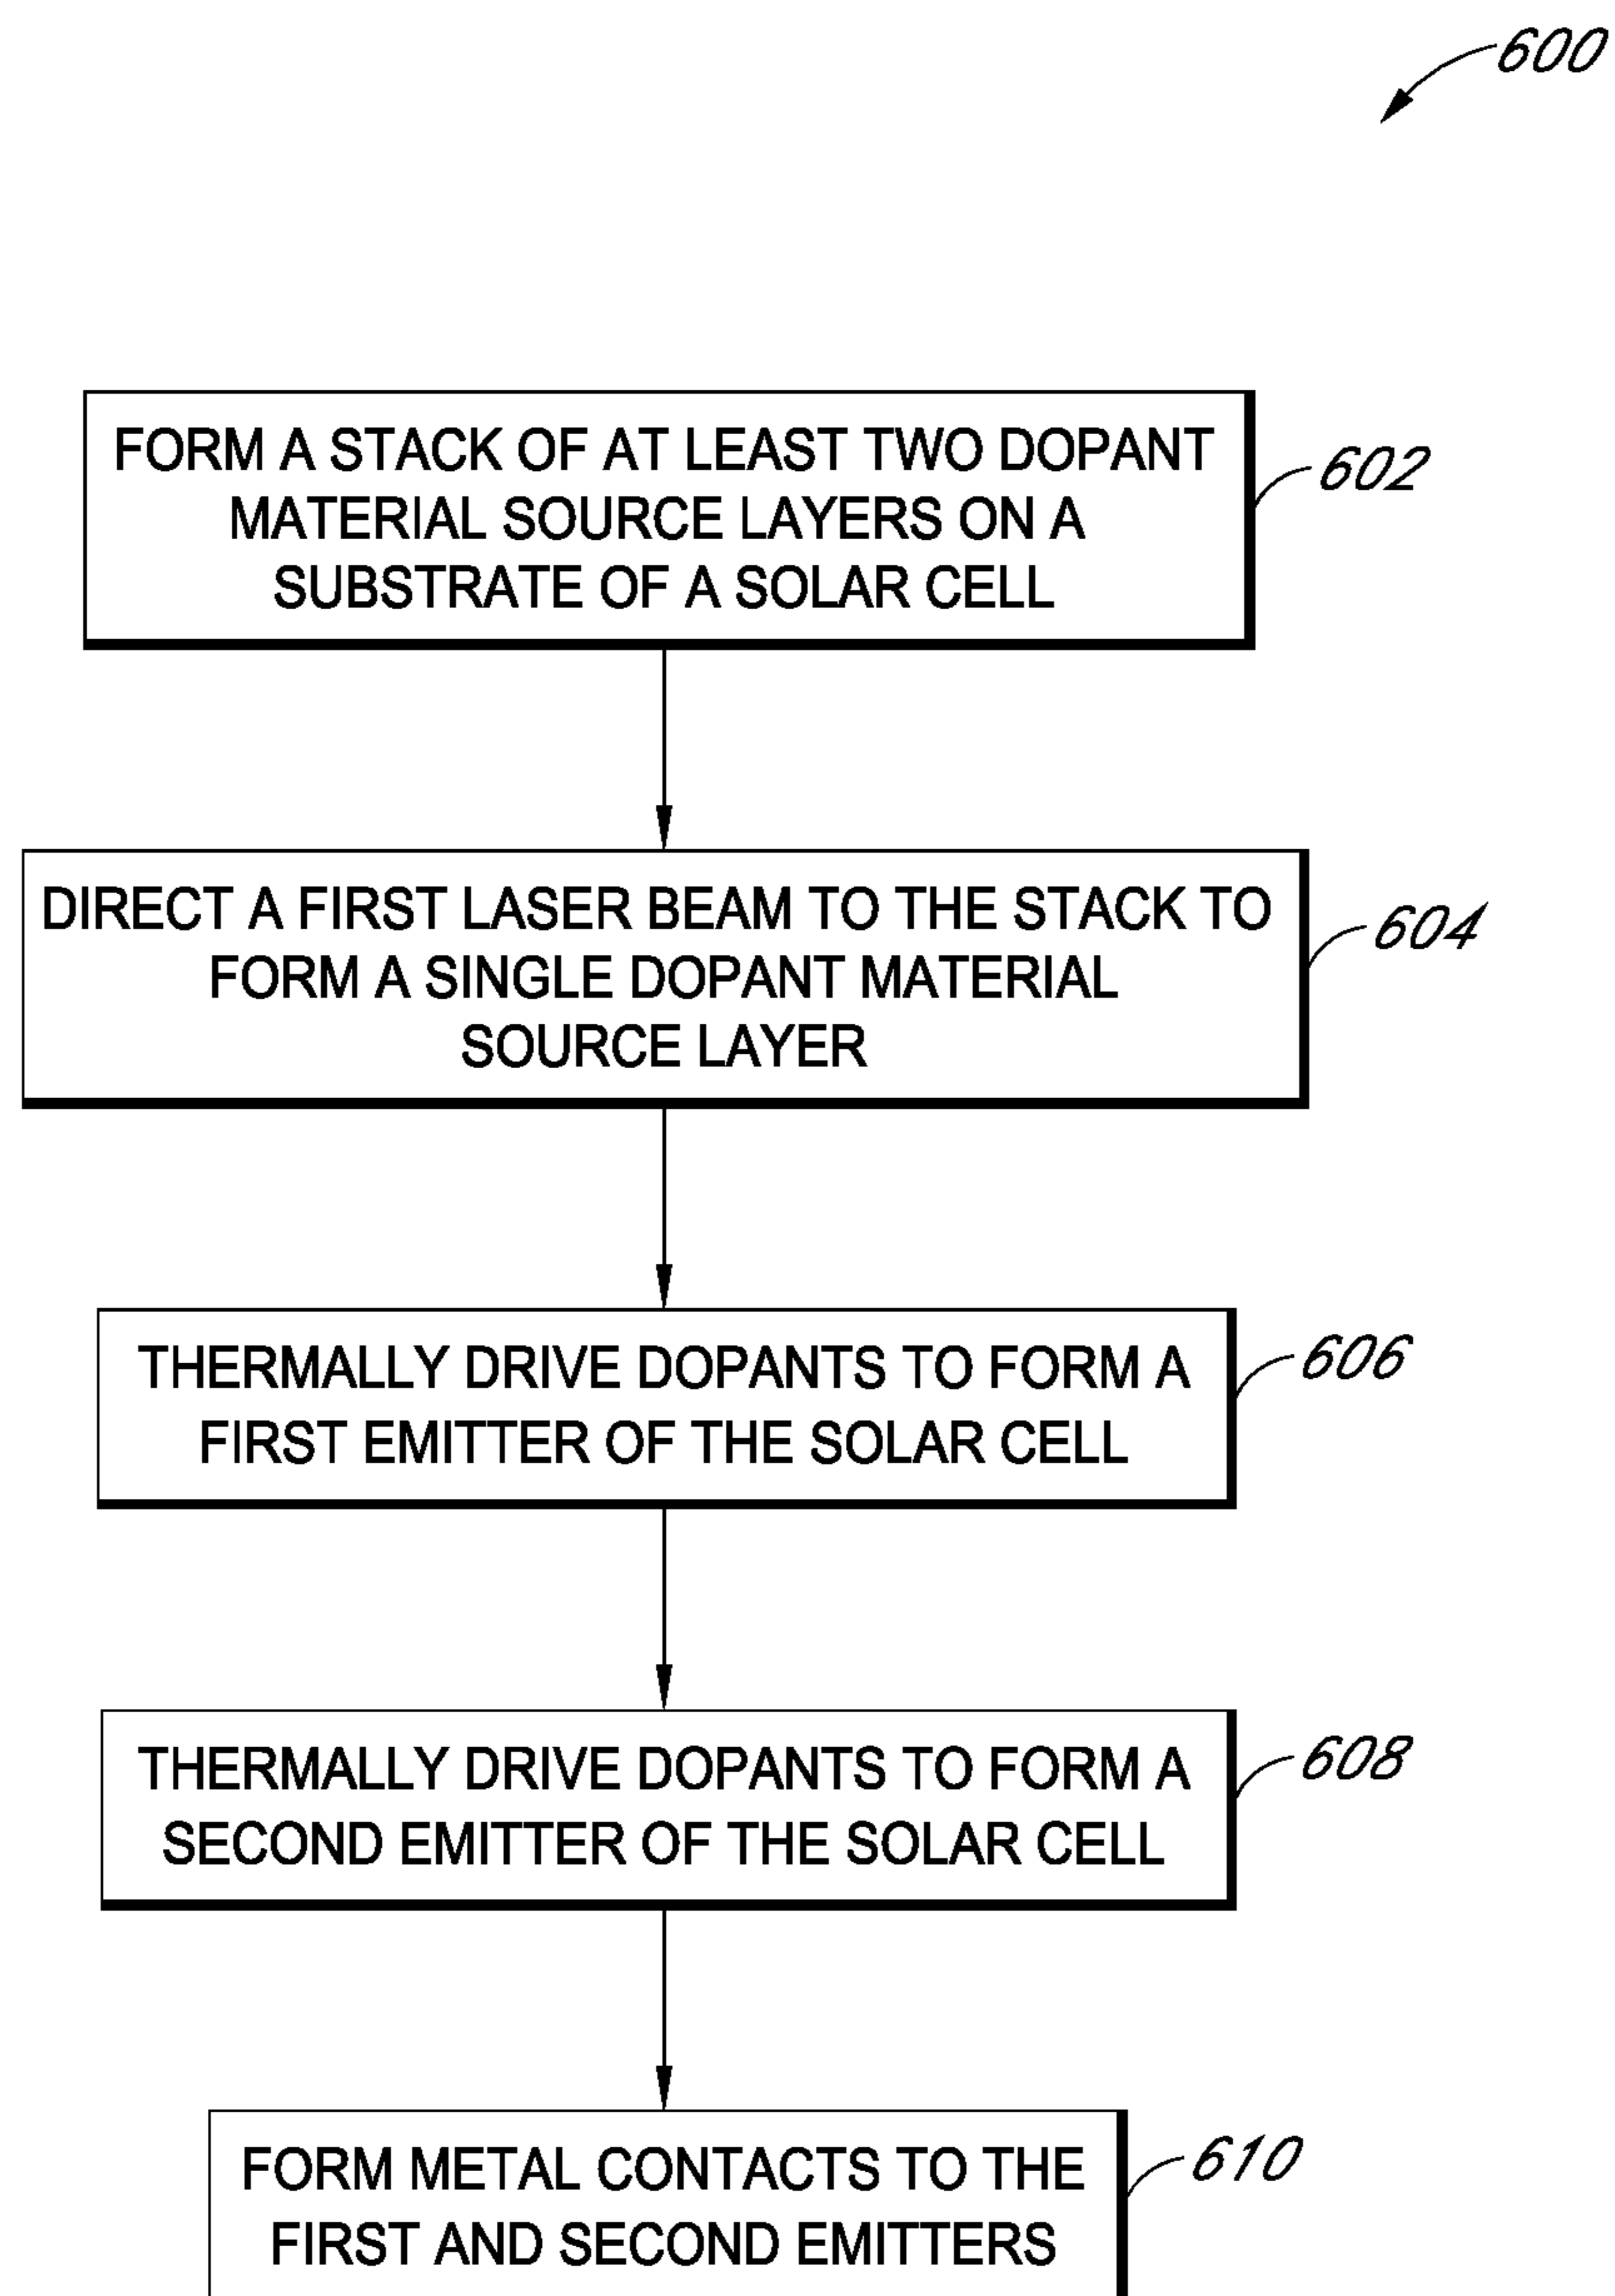 600
FORM A STACK OF AT LEAST TWO DOPANT
MATERIAL SOURCE LAYERS ON A
SUBSTRATE OF A SOLAR CELL
602
DIRECT A FIRST LASER BEAM TO THE STACK TO
FORM A SINGLE DOPANT MATERIAL
SOURCE LAYER
604
THERMALLY DRIVE DOPANTS TO FORM A
FIRST EMITTER OF THE SOLAR CELL
606
THERMALLY DRIVE DOPANTS TO FORM A
SECOND EMITTER OF THE SOLAR CELL
608
FORM METAL CONTACTS TO THE
FIRST AND SECOND EMITTERS
610